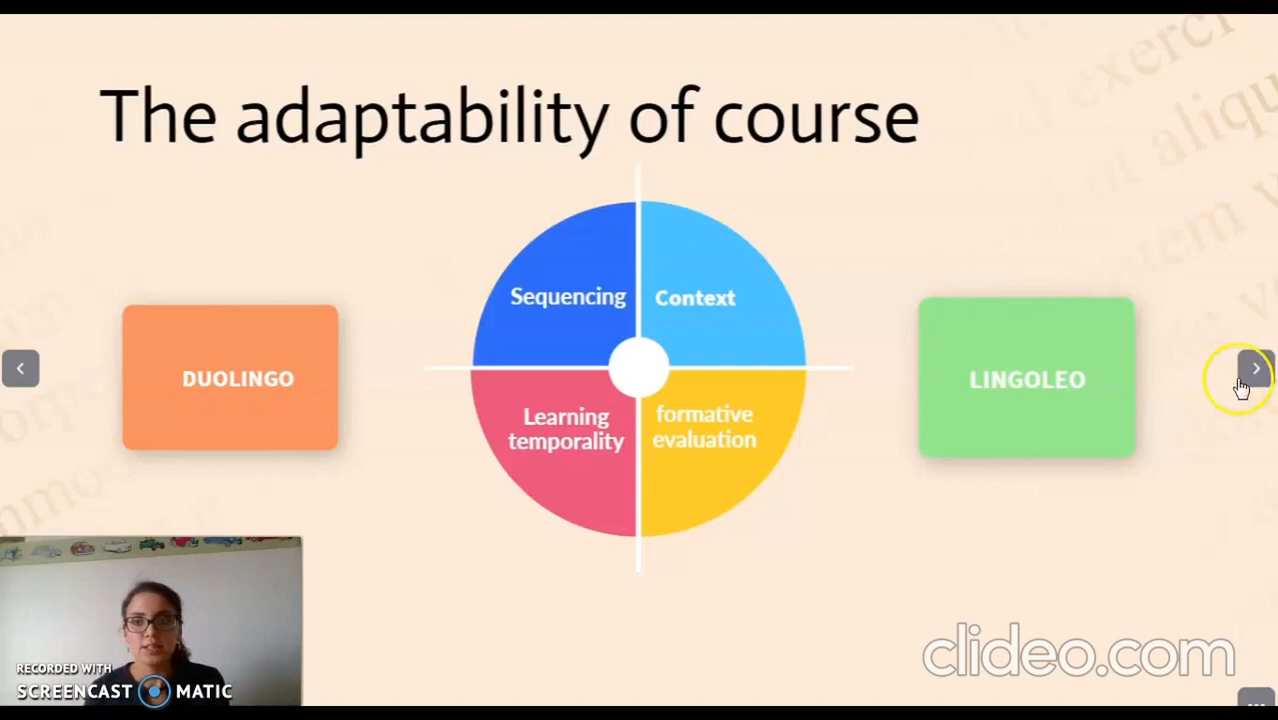 The adaptability of course
Sequencing
Context
DUOLINGO
LINGOLEO
Learning
temporality
formative
evaluation
RECORDED WITH
SCREENCAST MATIC
clideo.com